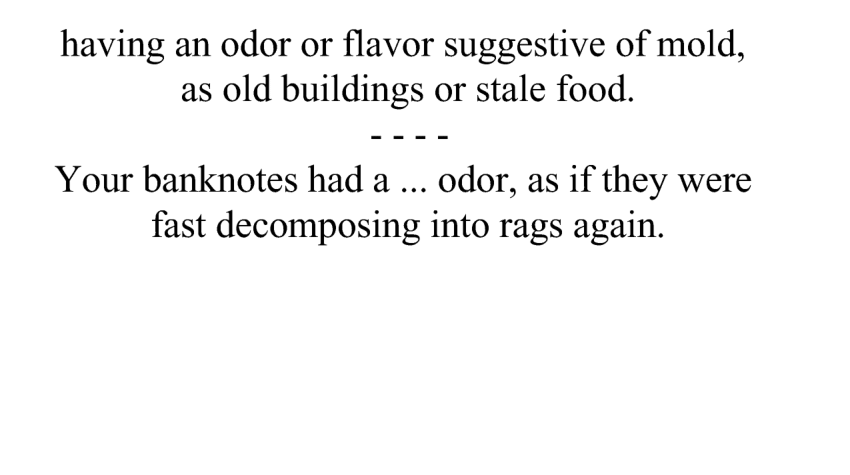 having an odor or flavor suggestive of mold,
as old buildings or stale food.
- - - -
Your banknotes had a ... odor, as if they were
fast decomposing into rags again.